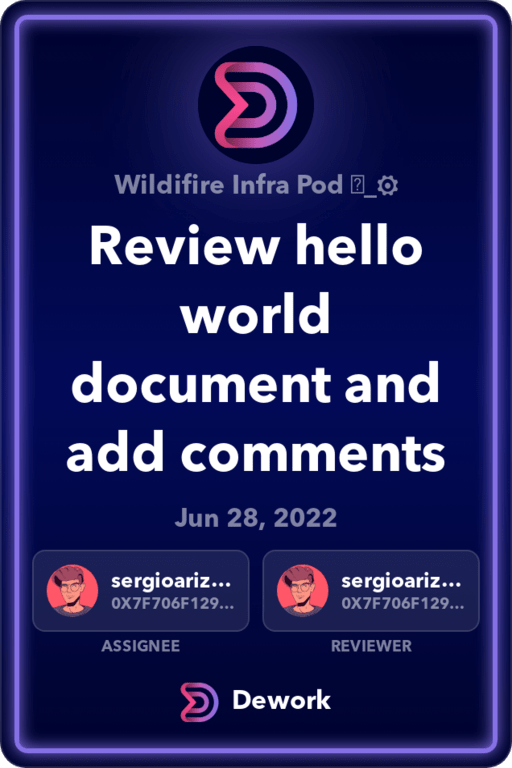 Wildifire Infra Pod _⚙
Review hello
world
document and
add comments
Jun 28, 2022
sergioariz...
0X7F706F129...
ASSIGNEE
sergioariz...
0X7F706F129...
REVIEWER
Dework